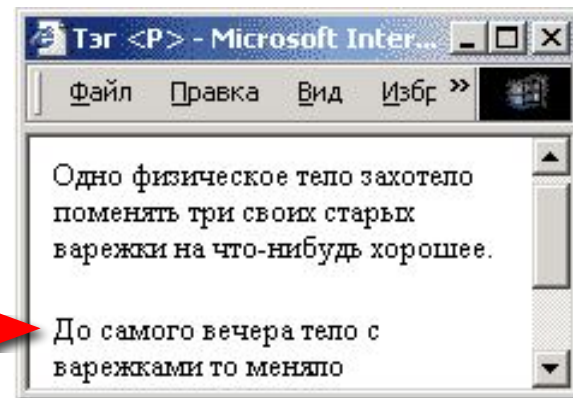 Тэг <P> - Microsoft Inter...
Файл Правка Вид Избр »
Одно физическое тело захотело
поменять три своих старых
варежки на что-нибудь хорошее.
До самого вечера тело с
варежками то меняло